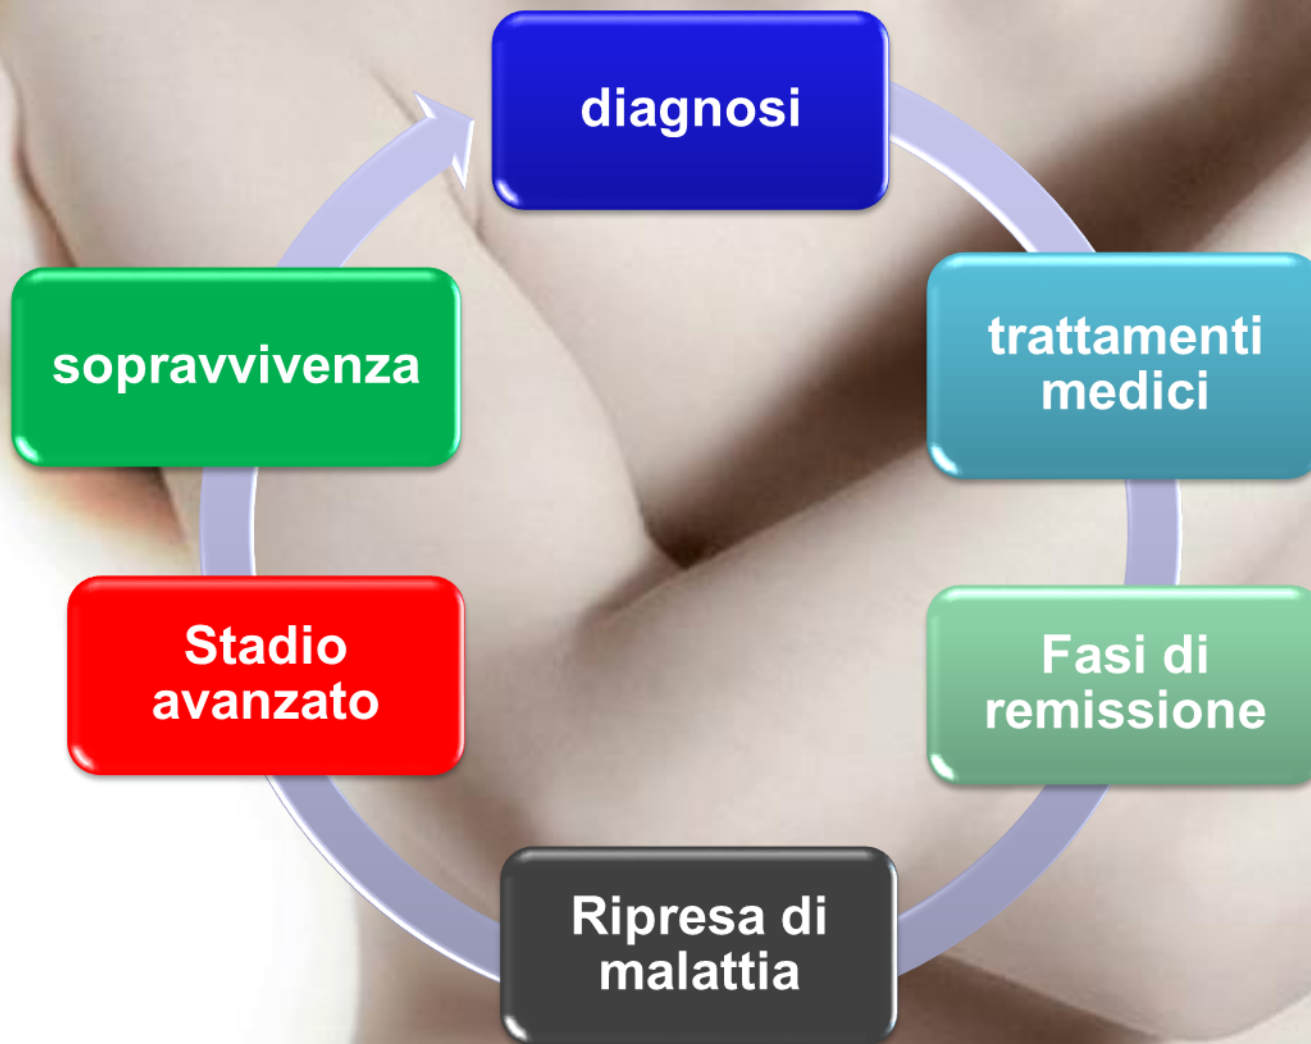 diagnosi
trattamenti
medici
Fasi di
remissione
Ripresa di
malattia
Stadio
avanzato
sopravvivenza